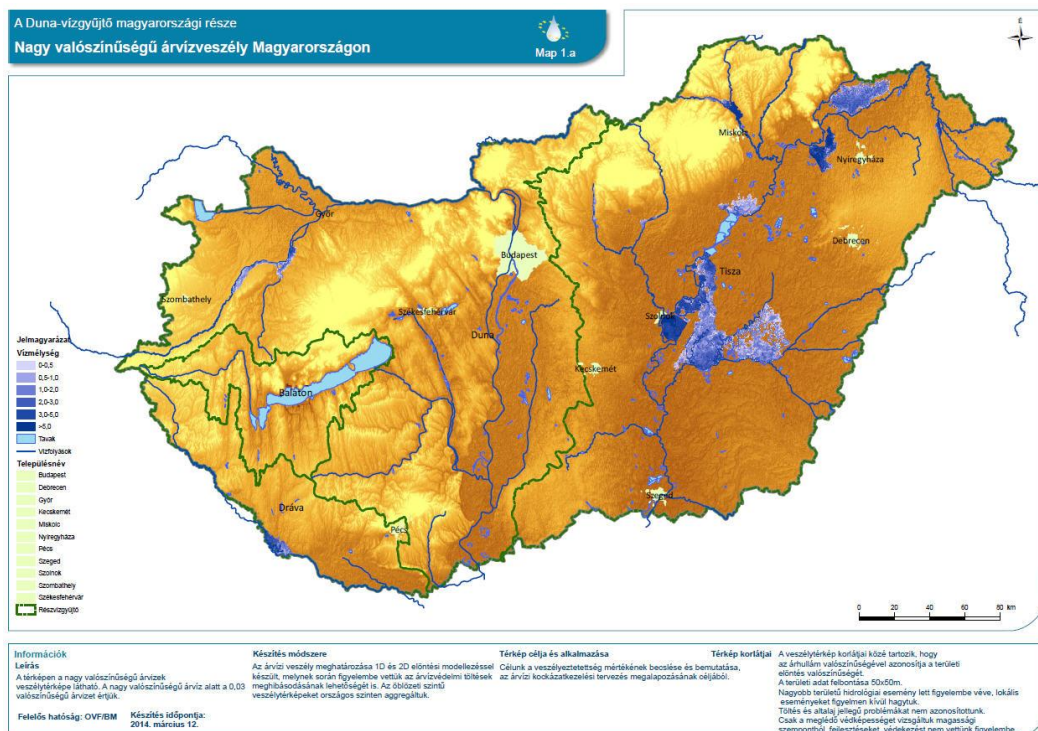 A Duna-vízgyűjtő magyarországi része
Nagy valószínűségű árvízveszély Magyarországon
Map 1.a
É
Miskolc
Nyíregyháza
Győr
Debrecen
Budapest
Tisza
Szombathely
Székesfehérvár
Szolnok
Duna
Kecskemét
Balaton
Szeged
Dráva
Pécs
Jelmagyarázat
Vízmélység
0-0,5
0,5-1,0
1,0-2,0
2,0-3,0
3,0-5,0
>5,0
Tavak
Vízfolyások
Településnév
Budapest
Debrecen
Győr
Kecskemét
Miskolc
Nyíregyháza
Pécs
Szeged
Szolnok
Szombathely
Székesfehérvár
Részvízgyűjtő
0 20 40 60 80 km
Információk
Leírás
A térképen a nagy valószínűségű árvizek
veszélytérképe látható. A nagy valószínűségű árvíz alatt a 0,03
valószínűségű árvizet értjük.
Felelős hatóság: OVF/BM
Készítés időpontja:
2014. március 12.
Készítés módszere
Az árvízi veszély meghatározása 1D és 2D elöntési modellezéssel
készült, melynek során figyelembe vettük az árvízvédelmi töltések
meghibásodásának lehetőségét is. Az öblözeti szintű
veszélytérképeket országos szinten aggregáltuk.
Térkép célja és alkalmazása
Célunk a veszélyeztetettség mértékének becslése és bemutatása,
az árvízi kockázatkezelési tervezés megalapozásának céljából.
Térkép korlátjai
A veszélytérkép korlátjai közé tartozik, hogy
az árhullám valószínűségével azonosítja a területi
elöntés valószínűségét.
A területi adat felbontása 50x50m.
Nagyobb területű hidrológiai esemény lett figyelembe véve, lokális
eseményeket figyelmen kívül hagytuk.
Töltés és altalaj jellegű problémákat nem azonosítottunk.
Csak a meglédő védképességet vizsgáltuk magassági
szempontból, fejlesztéseket, védekezést nem vettünk figyelembe